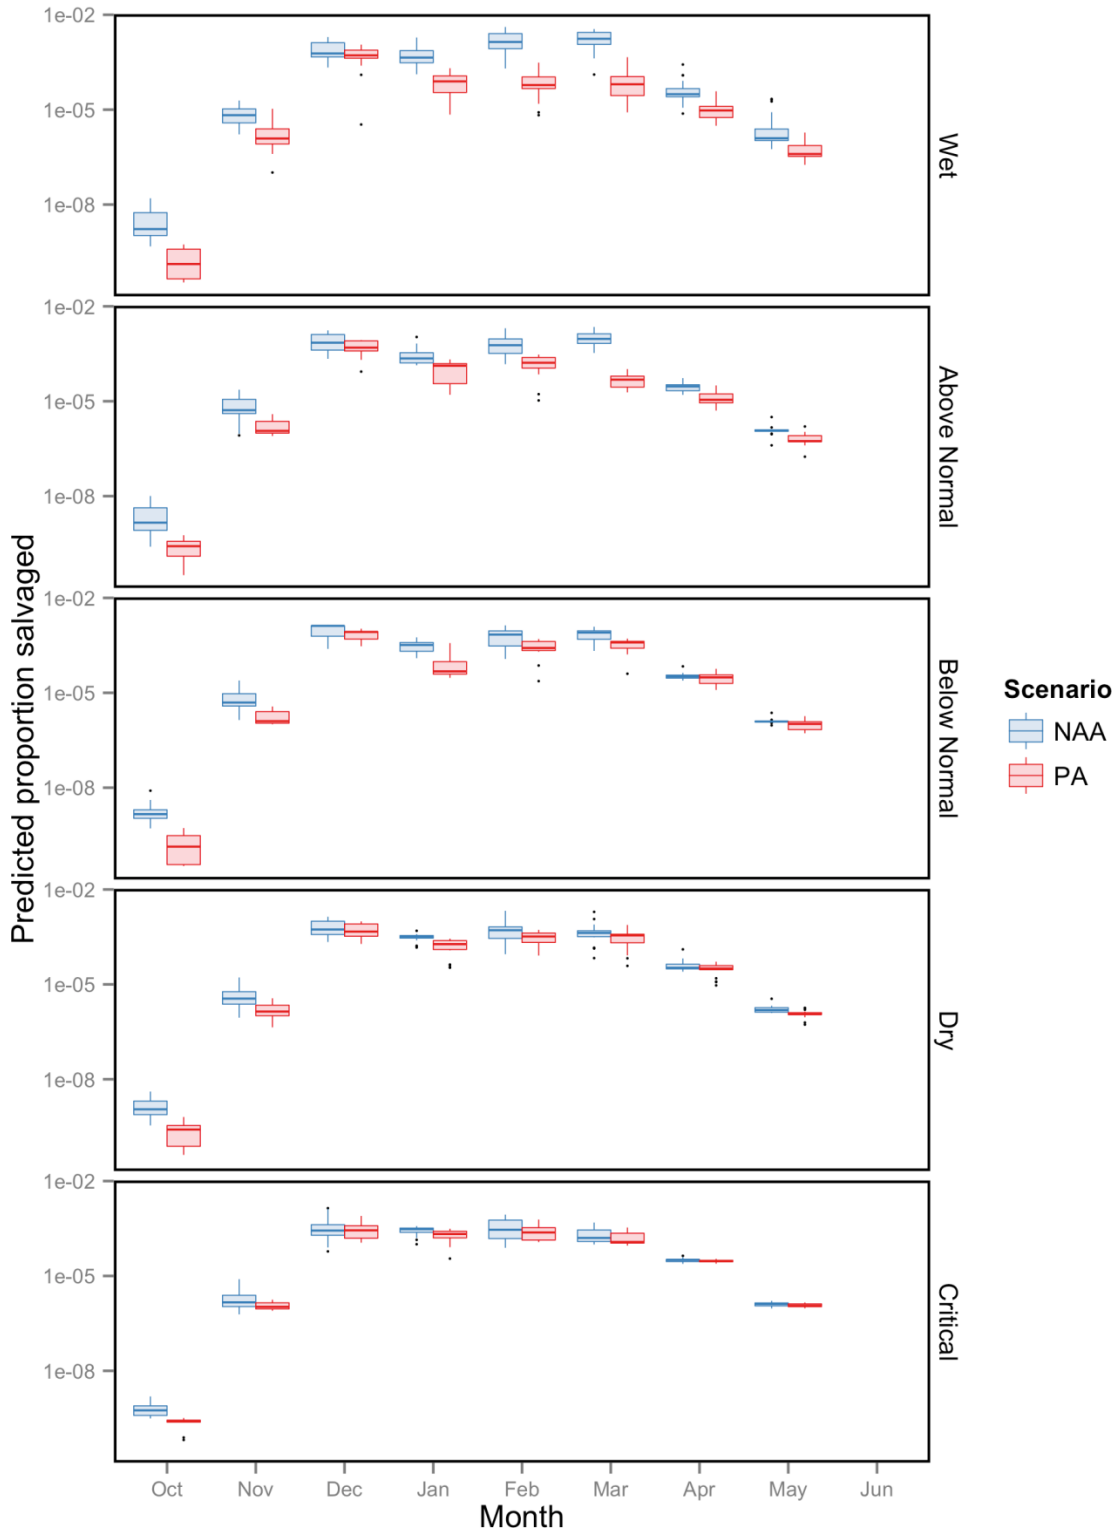 Predicted proportion salvaged
1e-02
1e-05
1e-08
Wet
1e-02
1e-05
1e-08
Above Normal
1e-02
1e-05
1e-08
Below Normal
1e-02
1e-05
1e-08
Dry
1e-02
1e-05
1e-08
Critical
Oct Nov Dec Jan Feb Mar Apr May Jun
Month
Scenario
NAA
PA